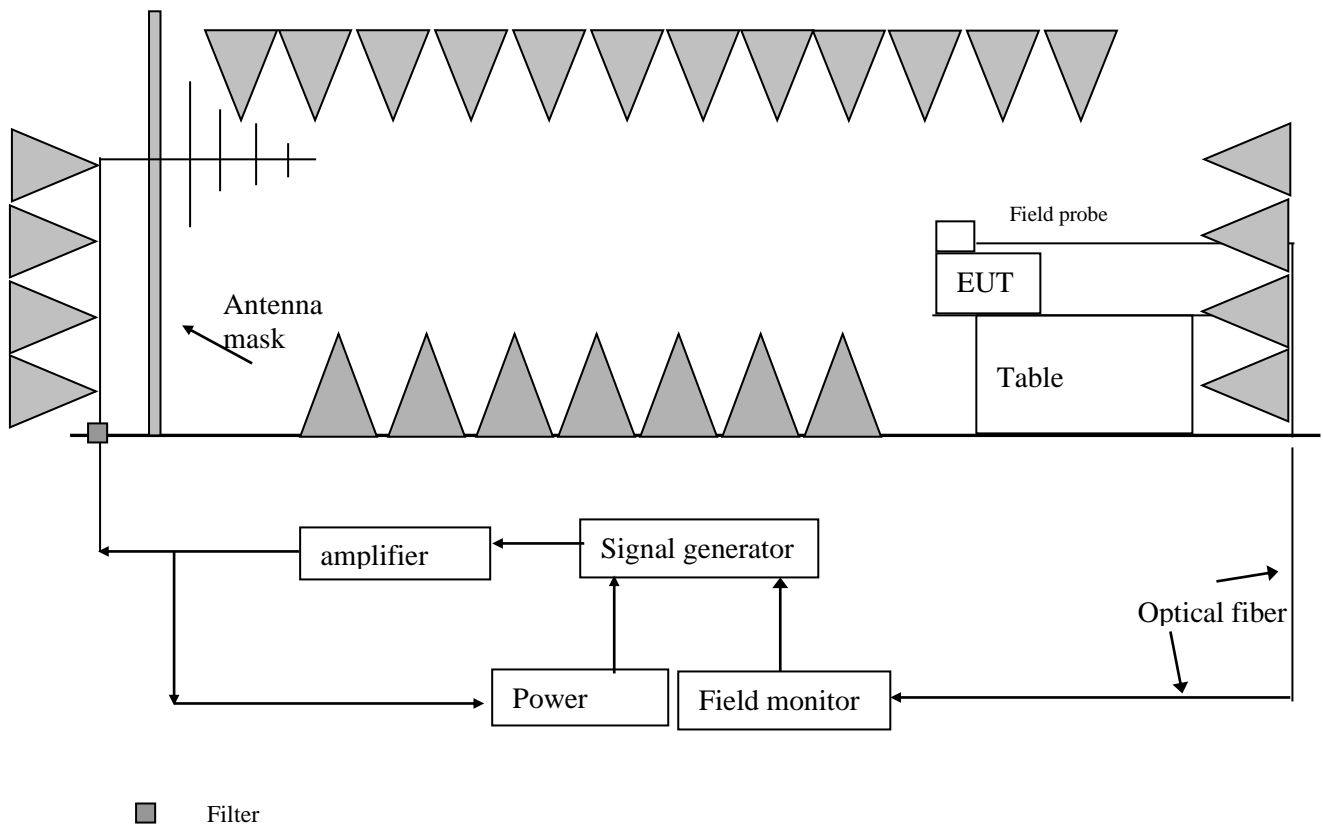 Field probe
EUT
Antenna
mask
Table
amplifier
Signal generator
Optical fiber
Power
Field monitor
Filter